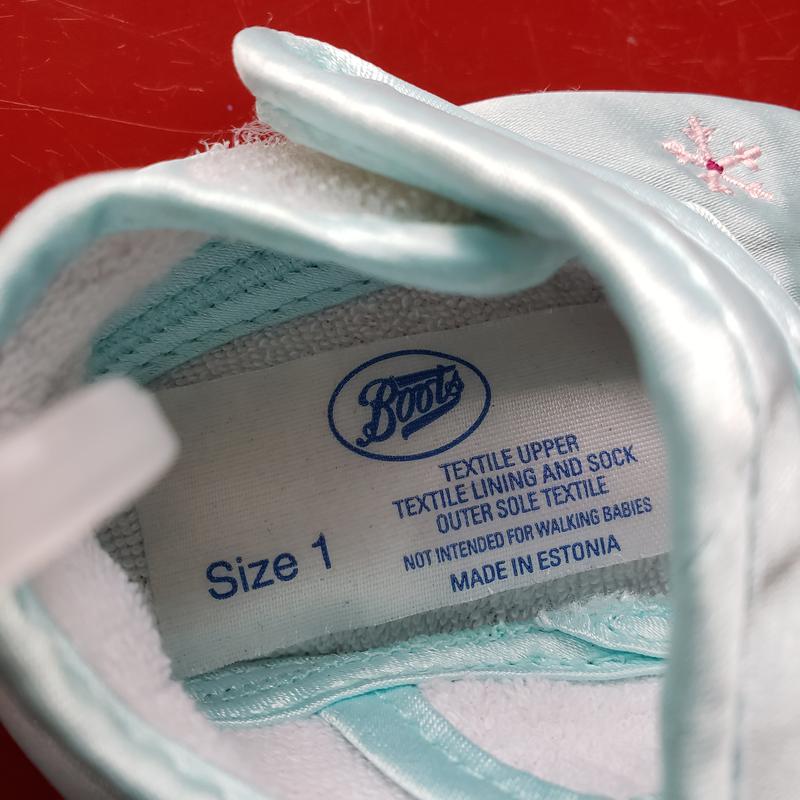 Boots
TEXTILE UPPER
TEXTILE LINING AND SOCK
OUTER SOLE TEXTILE
NOT INTENDED FOR WALKING BABIES
MADE IN ESTONIA
Size 1